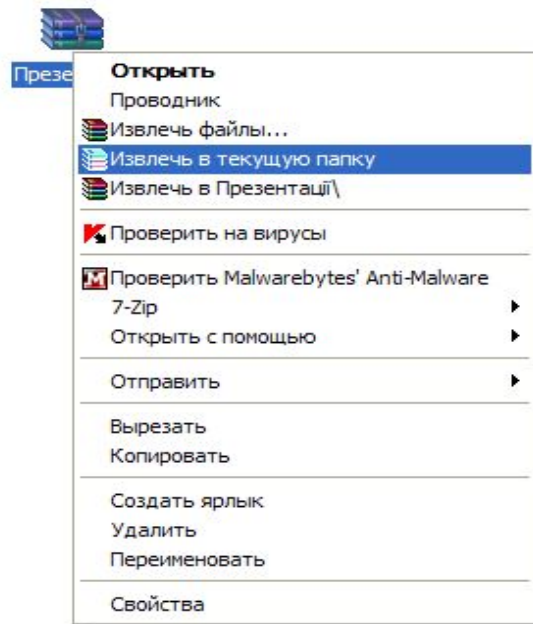 Презе
Открыть
Проводник
Извлечь файлы...
Извлечь в текущую папку
Извлечь в Презентації\
Проверить на вирусы
Проверить Malwarebytes' Anti-Malware
7-Zip
Открыть с помощью
Отправить
Вырезать
Копировать
Создать ярлык
Удалить
Переименовать
Свойства